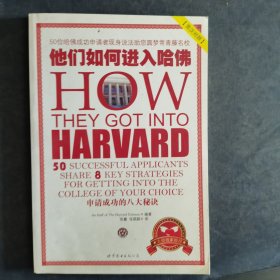 50位哈佛成功申请者现身说法助您圆梦常青藤名校
他们如何进入哈佛
HOW
THEY GOT INTO
HARVARD
50 SUCCESSFUL APPLICANTS
SHARE 8 KEY STRATEGIES
FOR GETTING INTO THE
COLLEGE OF YOUR CHOICE
申请成功的八大秘诀